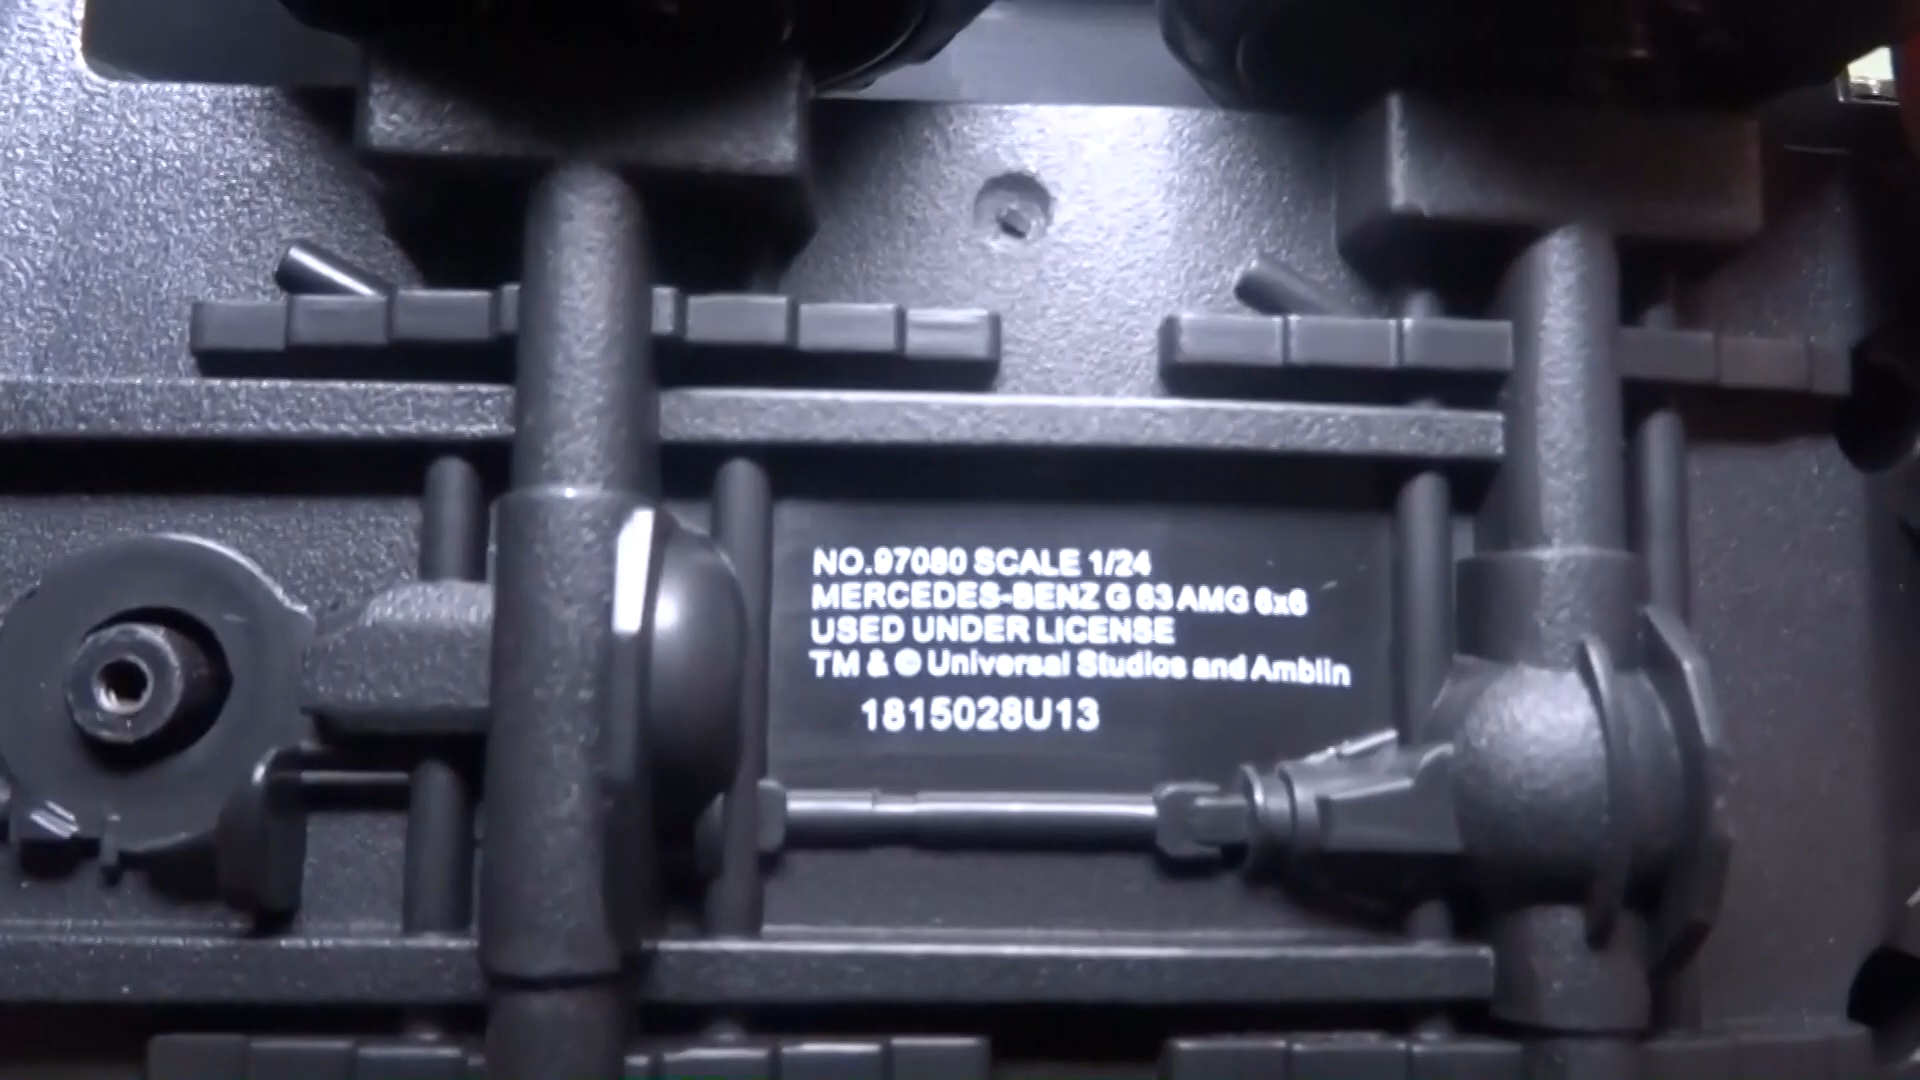 NO.97080 SCALE 1/24
MERCEDES-BENZ G 63 AMG 6x6
USED UNDER LICENSE
TM & © Universal Studios and Amblin
1815028U13